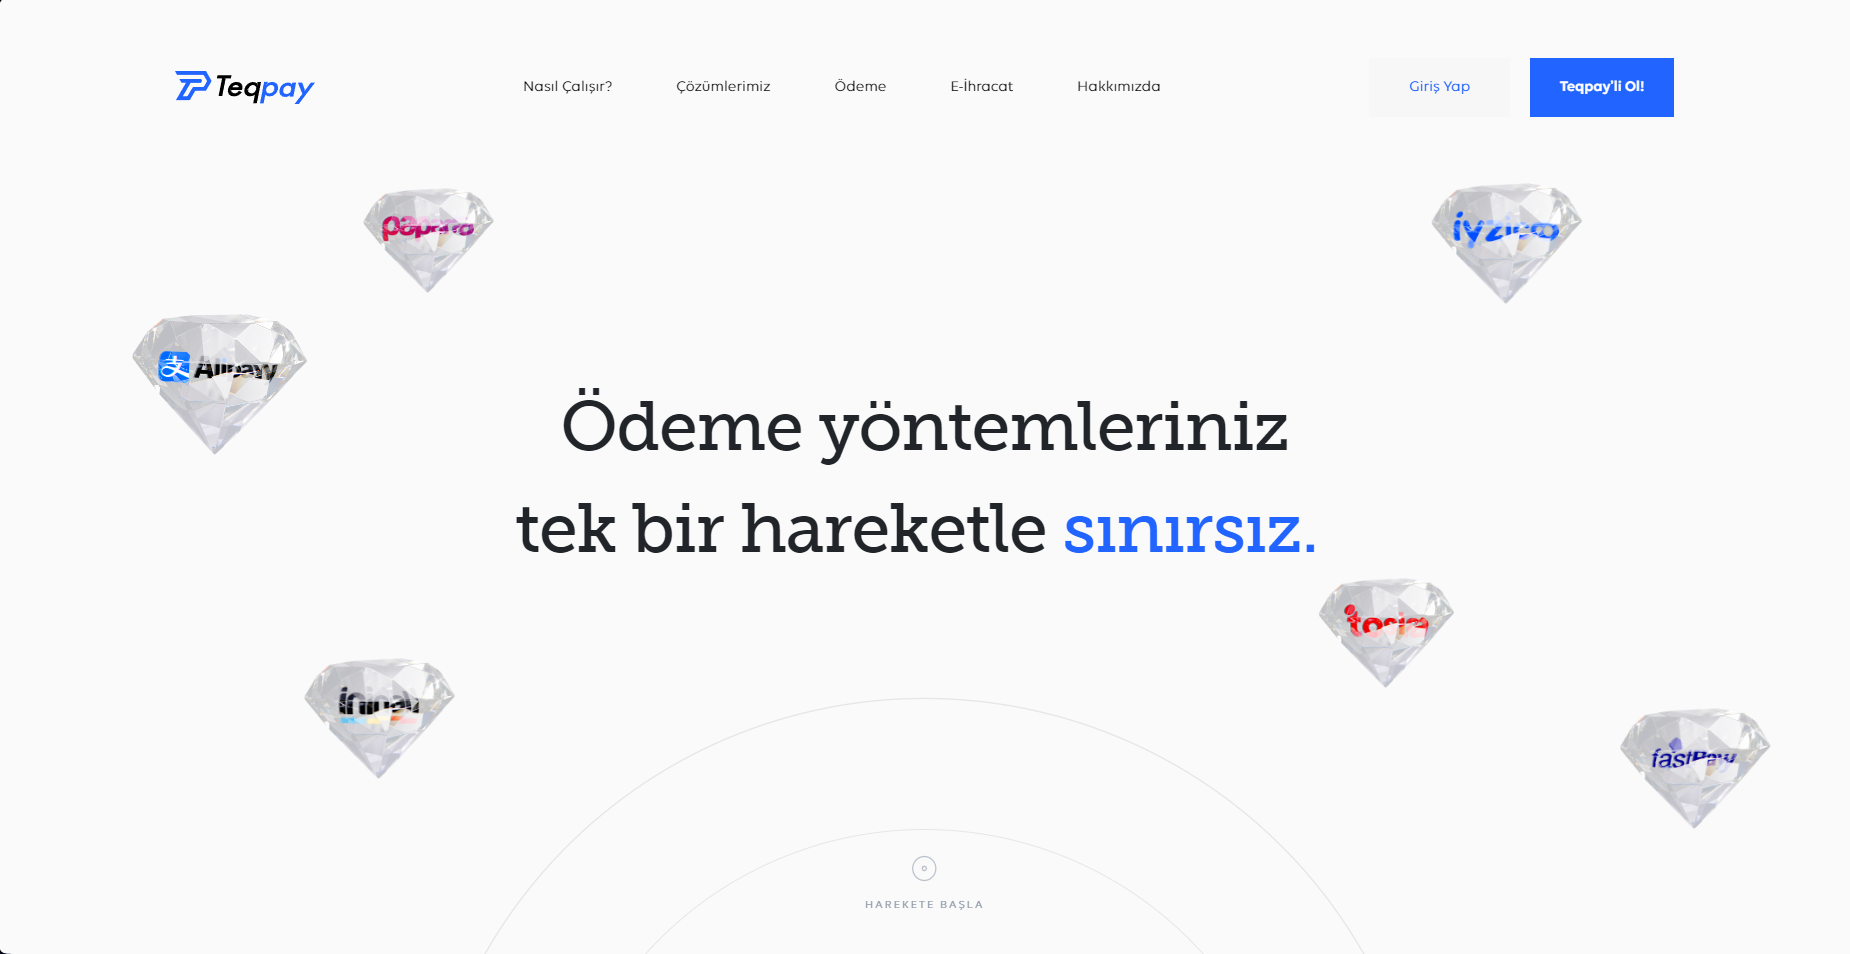 Teqpay
Nasıl Çalışır?
Çözümlerimiz
Ödeme
E-İhracat
Hakkımızda
Giriş Yap
Teqpay'li Ol!
iyzico
Alipay
Ödeme yöntemleriniz
tek bir hareketle sınırsız.
tosla
ininal
fastPay
HAREKETE BAŞLA